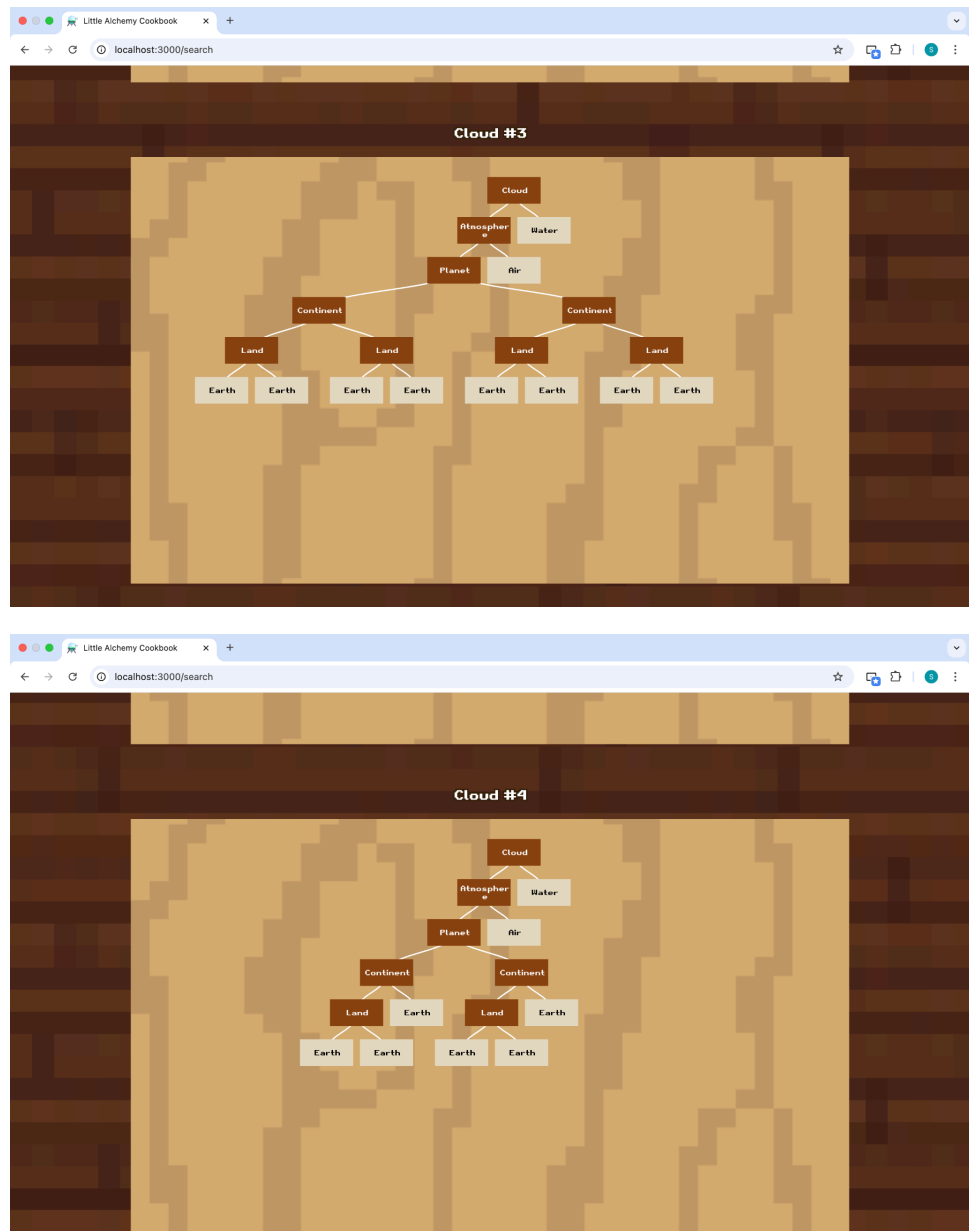 Little Alchemy Cookbook
localhost:3000/search
S
Cloud #3
Cloud
Atmospher
e
Water
Planet
Air
Continent
Continent
Land
Land
Land
Land
Earth
Earth
Earth
Earth
Earth
Earth
Earth
Earth
Little Alchemy Cookbook
localhost:3000/search
S
Cloud #4
Cloud
Atmospher
e
Water
Planet
Air
Continent
Continent
Land
Earth
Land
Earth
Earth
Earth
Earth
Earth